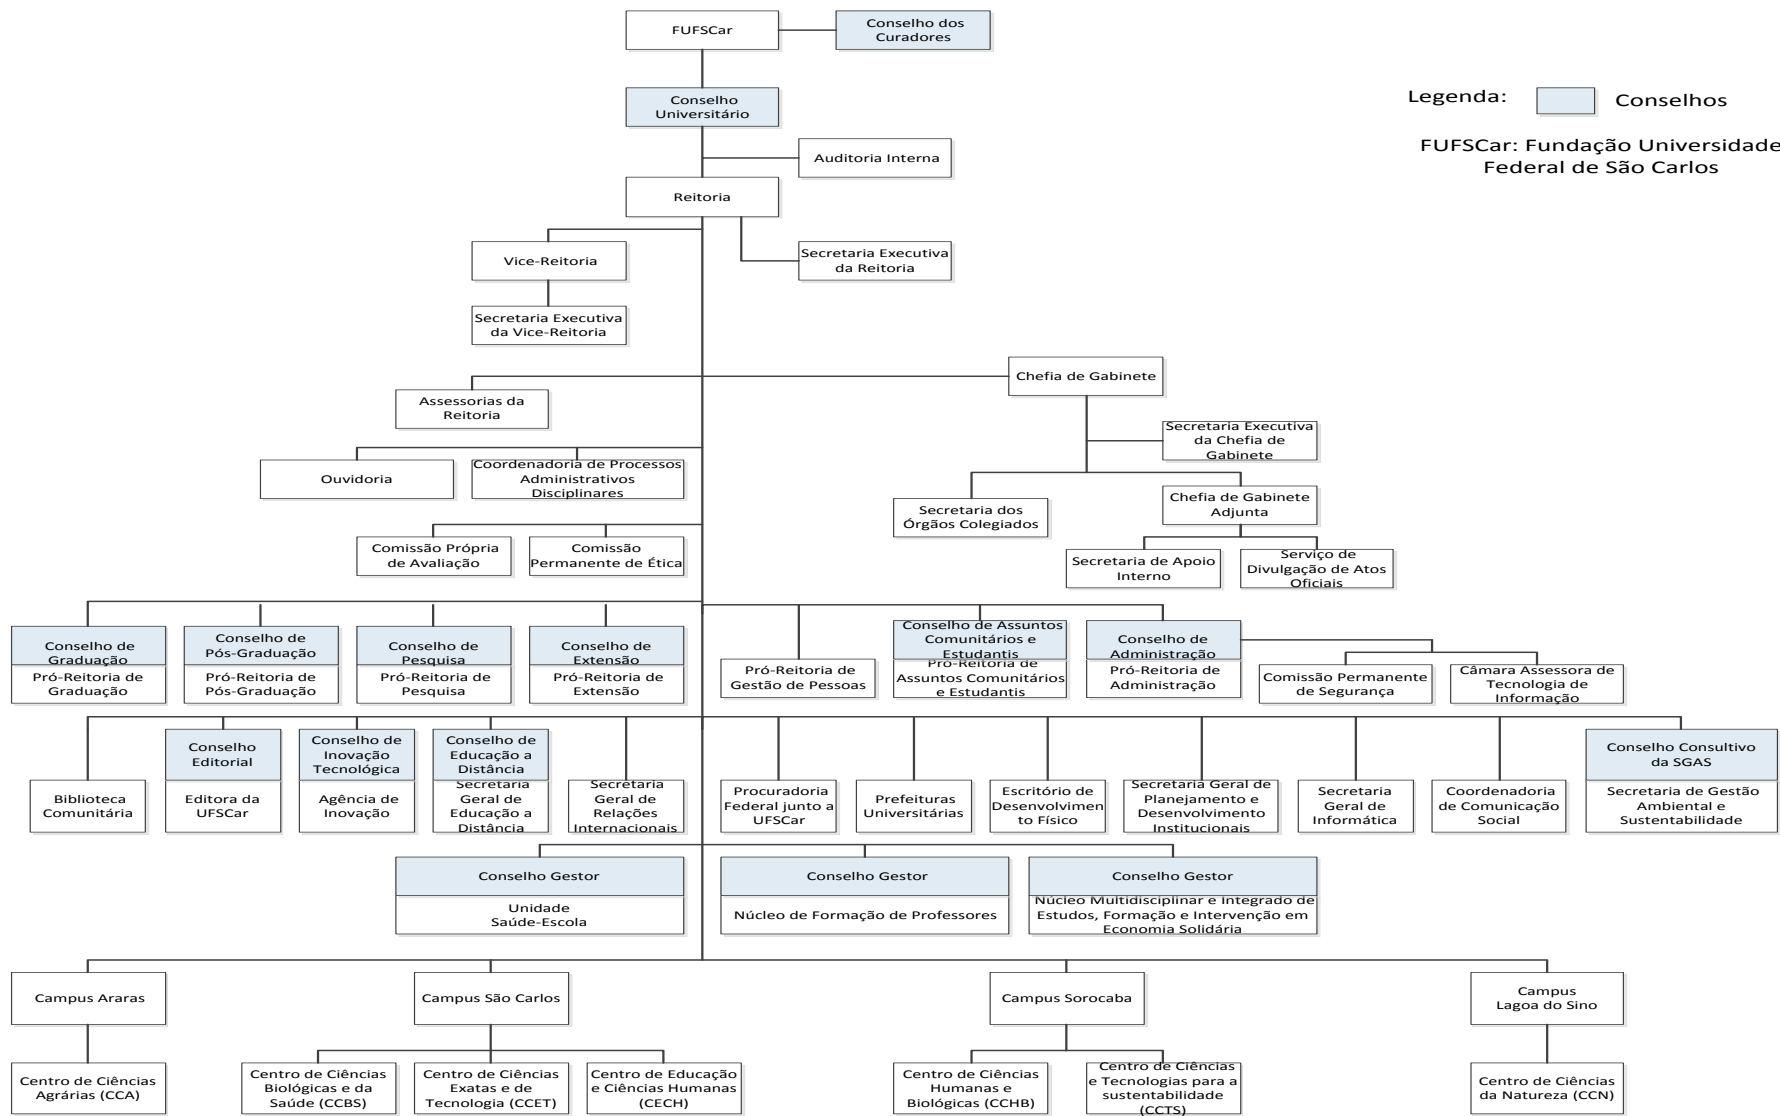 FUFSCar
Conselho dos
Curadores
Conselho
Universitário
Legenda:
Conselhos
FUFSCar: Fundação Universidade
Federal de São Carlos
Auditoria Interna
Reitoria
Vice-Reitoria
Secretaria Executiva
da Reitoria
Secretaria Executiva
da Vice-Reitoria
Chefia de Gabinete
Assessorias da
Reitoria
Secretaria Executiva
da Chefia de
Gabinete
Ouvidoria
Coordenadoria de Processos
Administrativos
Disciplinares
Secretaria dos
Órgãos Colegiados
Chefia de Gabinete
Adjunta
Comissão Própria
de Avaliação
Comissão
Permanente de Ética
Secretaria de Apoio
Interno
Serviço de
Divulgação de Atos
Oficiais
Conselho de
Graduação
Pró-Reitoria de
Graduação
Conselho de
Pós-Graduação
Pró-Reitoria de
Pós-Graduação
Conselho de
Pesquisa
Pró-Reitoria de
Pesquisa
Conselho de
Extensão
Pró-Reitoria de
Extensão
Pró-Reitoria de
Gestão de Pessoas
Conselho de Assuntos
Comunitários e
Estudantis
Pró-Reitoria de
Assuntos Comunitários
e Estudantis
Conselho de
Administração
Pró-Reitoria de
Administração
Comissão Permanente
de Segurança
Câmara Assessora de
Tecnologia de
Informação
Biblioteca
Comunitária
Conselho
Editorial
Editora da
UFSCar
Conselho de
Inovação
Tecnológica
Agência de
Inovação
Conselho de
Educação a
Distância
Secretaria
Geral de
Educação a
Distância
Secretaria
Geral de
Relações
Internacionais
Procuradoria
Federal junto a
UFSCar
Prefeituras
Universitárias
Escritório de
Desenvolvimen
to Físico
Secretaria Geral de
Planejamento e
Desenvolvimento
Institucionais
Secretaria
Geral de
Informática
Coordenadoria
de Comunicação
Social
Conselho Consultivo
da SGAS
Secretaria de Gestão
Ambiental e
Sustentabilidade
Conselho Gestor
Unidade
Saúde-Escola
Conselho Gestor
Núcleo de Formação de Professores
Conselho Gestor
Núcleo Multidisciplinar e Integrado de
Estudos, Formação e Intervenção em
Economia Solidária
Campus Araras
Campus São Carlos
Campus Sorocaba
Campus
Lagoa do Sino
Centro de Ciências
Agrárias (CCA)
Centro de Ciências
Biológicas e da
Saúde (CCBS)
Centro de Ciências
Exatas e de
Tecnologia (CCET)
Centro de Educação
e Ciências Humanas
(CECH)
Centro de Ciências
Humanas e
Biológicas (CCHB)
Centro de Ciências
e Tecnologias para a
sustentabilidade
(CCTS)
Centro de Ciências
da Natureza (CCN)